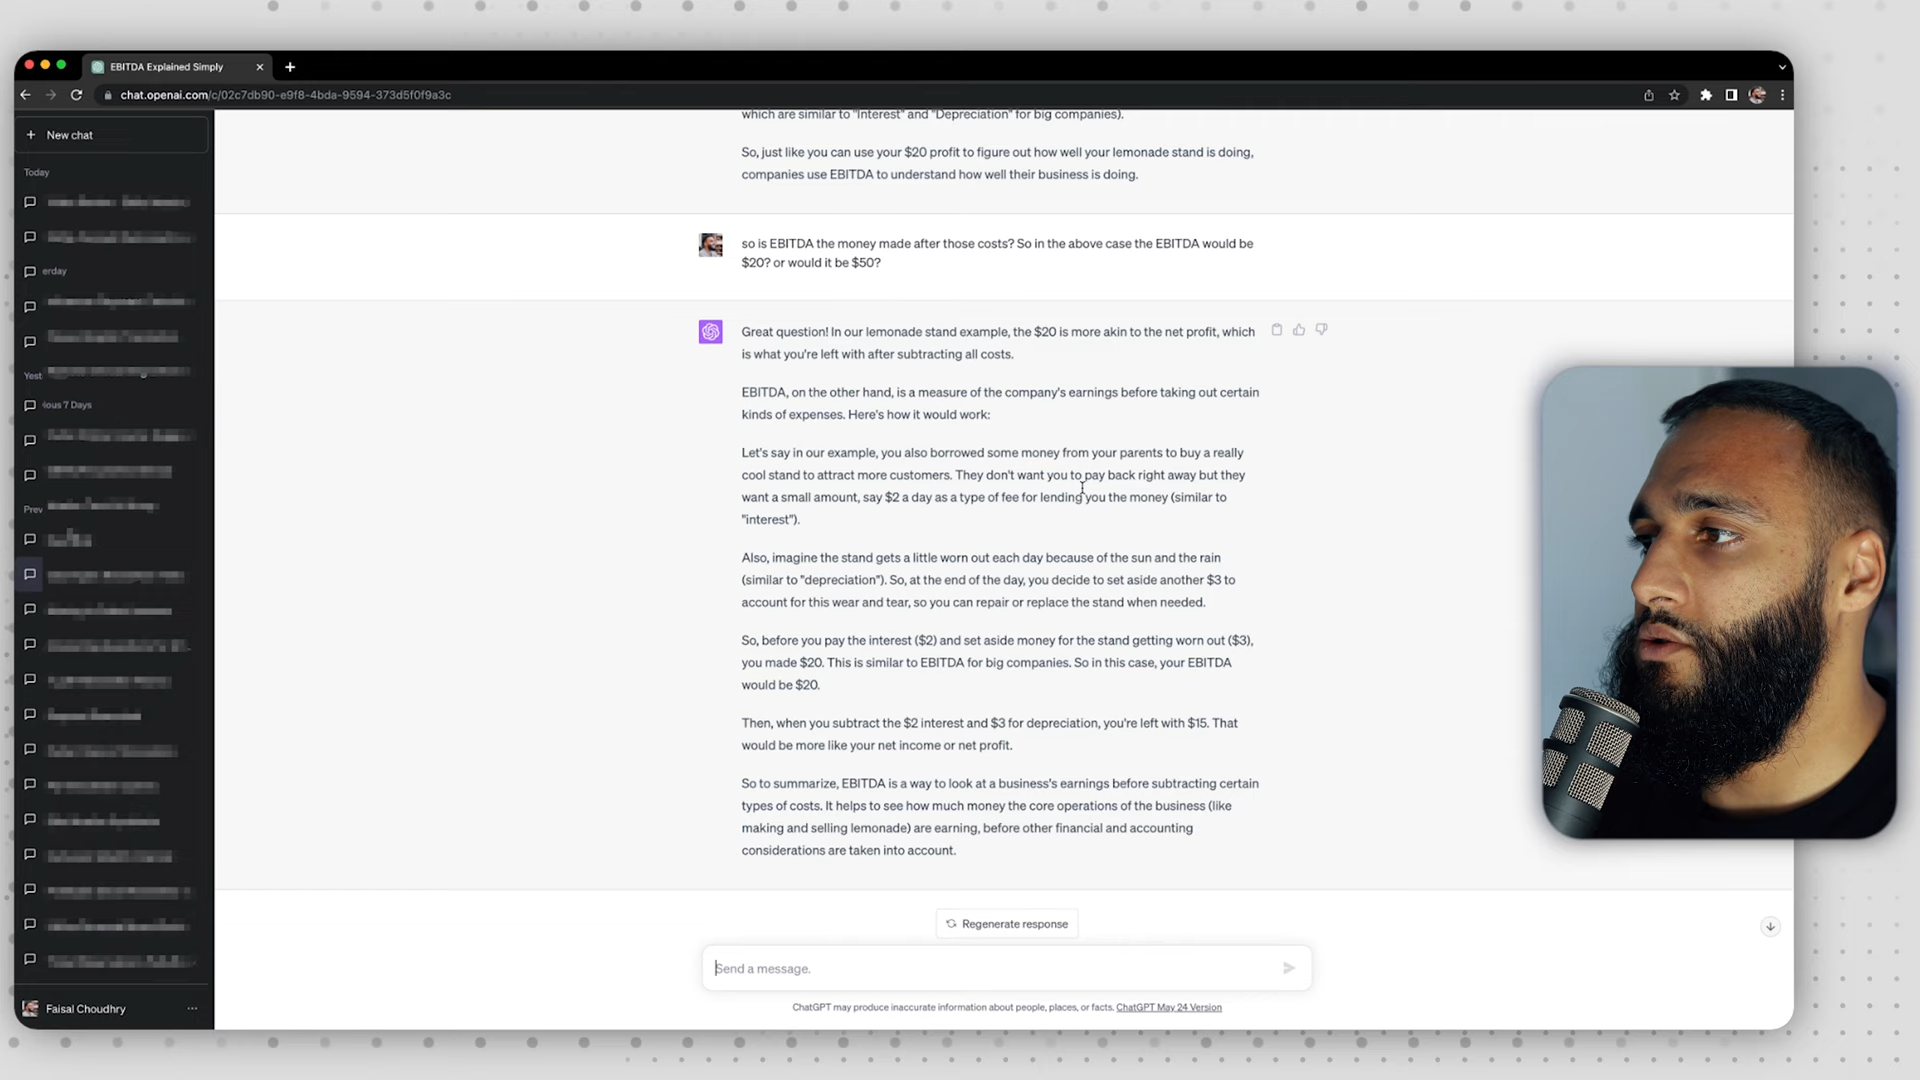 EBITDA Explained Simply
chat.openai.com/c/02c7db90-e9f8-4bda-9594-373d5f0f9a3c
New chat
Today
erday
Yest
ious 7 Days
Prev
Faisal Choudhry
which are similar to "Interest" and "Depreciation" for big companies).
So, just like you can use your $20 profit to figure out how well your lemonade stand is doing,
companies use EBITDA to understand how well their business is doing.
so is EBITDA the money made after those costs? So in the above case the EBITDA would be
$20? or would it be $50?
Great question! In our lemonade stand example, the $20 is more akin to the net profit, which
is what you're left with after subtracting all costs.
EBITDA, on the other hand, is a measure of the company's earnings before taking out certain
kinds of expenses. Here's how it would work:
Let's say in our example, you also borrowed some money from your parents to buy a really
cool stand to attract more customers. They don't want you to pay back right away but they
want a small amount, say $2 a day as a type of fee for lending you the money (similar to
"interest").
Also, imagine the stand gets a little worn out each day because of the sun and the rain
(similar to "depreciation"). So, at the end of the day, you decide to set aside another $3 to
account for this wear and tear, so you can repair or replace the stand when needed.
So, before you pay the interest ($2) and set aside money for the stand getting worn out ($3),
you made $20. This is similar to EBITDA for big companies. So in this case, your EBITDA
would be $20.
Then, when you subtract the $2 interest and $3 for depreciation, you're left with $15. That
would be more like your net income or net profit.
So to summarize, EBITDA is a way to look at a business's earnings before subtracting certain
types of costs. It helps to see how much money the core operations of the business (like
making and selling lemonade) are earning, before other financial and accounting
considerations are taken into account.
Regenerate response
Send a message.
ChatGPT may produce inaccurate information about people, places, or facts. ChatGPT May 24 Version